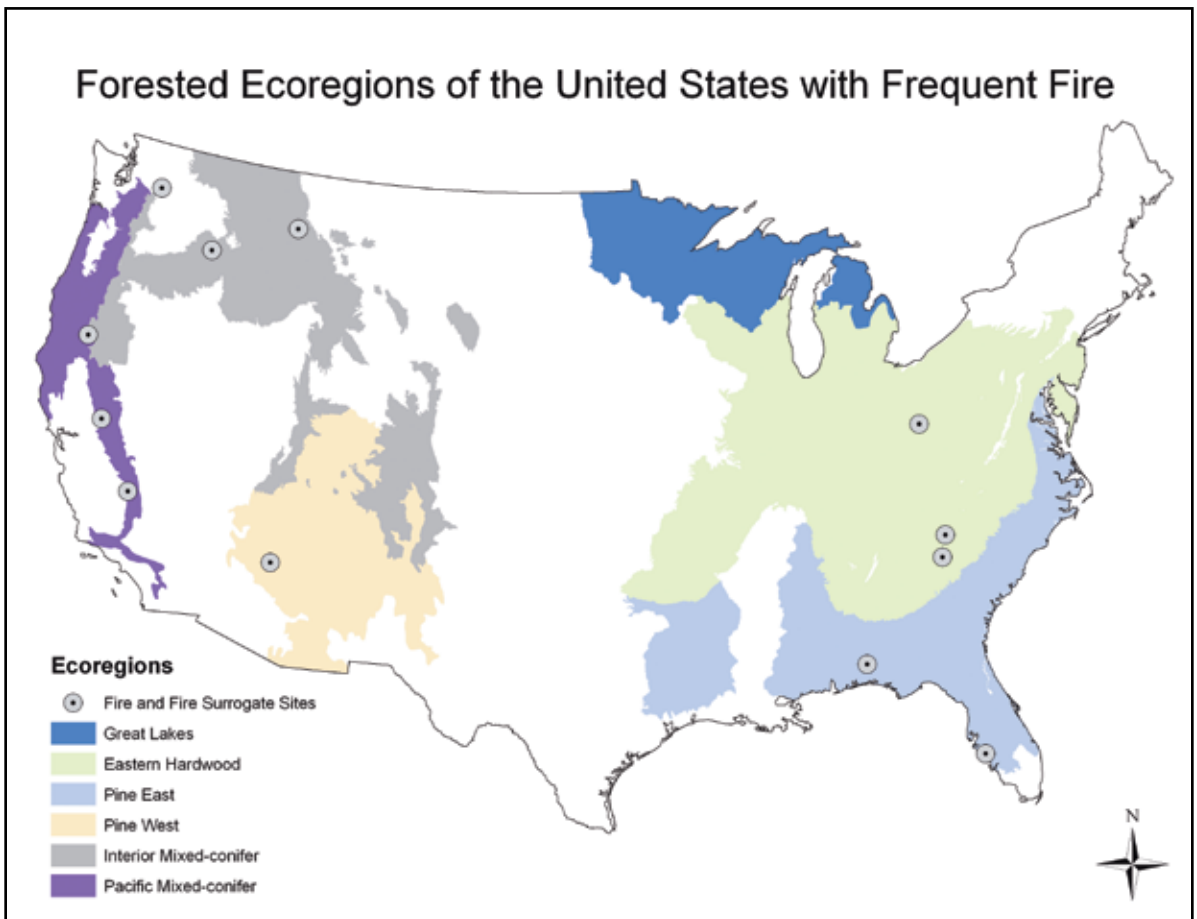 Forested Ecoregions of the United States with Frequent Fire
Ecoregions
Fire and Fire Surrogate Sites
Great Lakes
Eastern Hardwood
Pine East
Pine West
Interior Mixed-conifer
Pacific Mixed-conifer
N